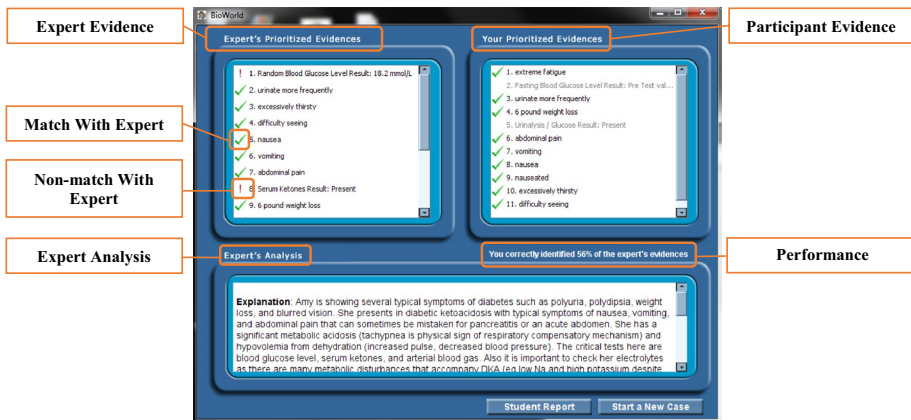 BioWorld
Expert Evidence
Expert's Prioritized Evidences
Your Prioritized Evidences
Participant Evidence
! 1. Random Blood Glucose Level Result: 18.2 mmol/L
✓ 2. urinate more frequently
✓ 3. excessively thirsty
✓ 4. difficulty seeing
✓ 5. nausea
✓ 6. vomiting
✓ 7. abdominal pain
! 8. Serum Ketones Result: Present
✓ 9. 6 pound weight loss
✓ 1. extreme fatigue
2. Fasting Blood Glucose Level Result: Pre Test val...
✓ 3. urinate more frequently
✓ 4. 6 pound weight loss
5. Urinalysis / Glucose Result: Present
✓ 6. abdominal pain
✓ 7. vomiting
✓ 8. nausea
✓ 9. nauseated
✓ 10. excessively thirsty
✓ 11. difficulty seeing
Match With Expert
Non-match With
Expert
Expert Analysis
Expert's Analysis
You correctly identified 56% of the expert's evidences
Performance
Explanation: Amy is showing several typical symptoms of diabetes such as polyuria, polydipsia, weight
loss, and blurred vision. She presents in diabetic ketoacidosis with typical symptoms of nausea, vomiting,
and abdominal pain that can sometimes be mistaken for pancreatitis or an acute abdomen. She has a
significant metabolic acidosis (tachypnea is physical sign of respiratory compensatory mechanism) and
hypovolemia from dehydration (increased pulse, decreased blood pressure). The critical tests here are
blood glucose level, serum ketones, and arterial blood gas. Also it is important to check her electrolytes
as there are many metabolic disturbances that accompany DKA (eg low Na and high potassium despite
Student Report
Start a New Case